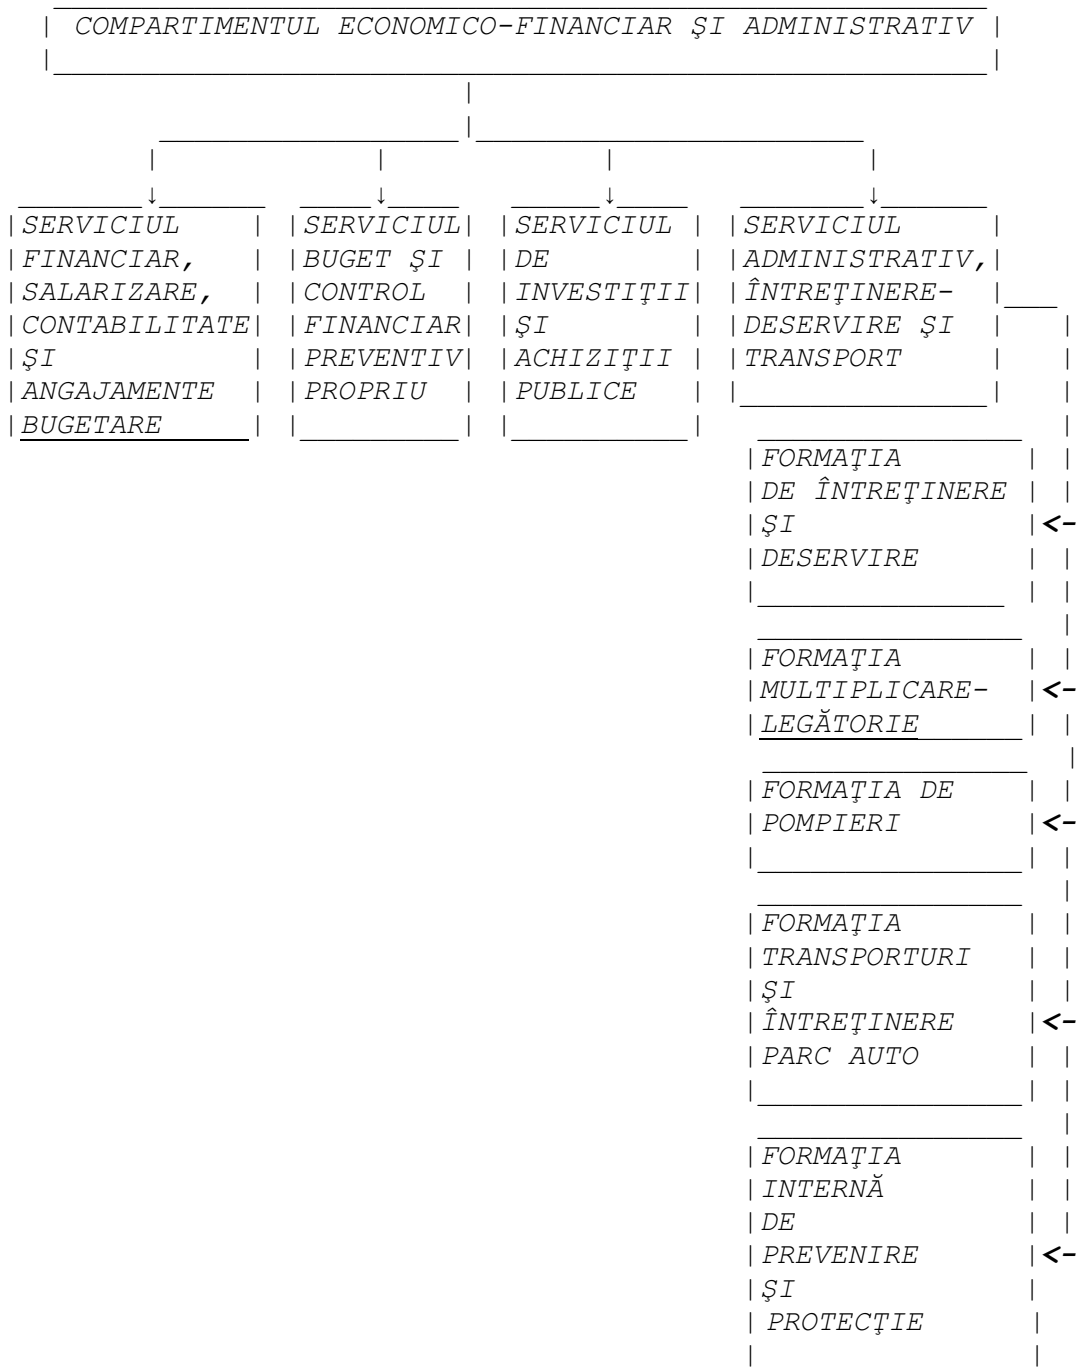 COMPARTIMENTUL ECONOMICO-FINANCIAR ŞI ADMINISTRATIV
SERVICIUL
FINANCIAR,
SALARIZARE,
CONTABILITATE
ŞI
ANGAJAMENTE
BUGETARE
SERVICIUL
BUGET ŞI
CONTROL
FINANCIAR
PREVENTIV
PROPRIU
SERVICIUL
DE
INVESTIŢII
ŞI
ACHIZIŢII
PUBLICE
SERVICIUL
ADMINISTRATIV,
ÎNTREŢINERE-
DESERVIRE ŞI
TRANSPORT
FORMAŢIA
DE ÎNTREŢINERE
ŞI
DESERVIRE
FORMAŢIA
MULTIPLICARE-
LEGĂTORIE
FORMAŢIA DE
POMPIERI
FORMAŢIA
TRANSPORTURI
ŞI
ÎNTREŢINERE
PARC AUTO
FORMAŢIA
INTERNĂ
DE
PREVENIRE
ŞI
PROTECŢIE